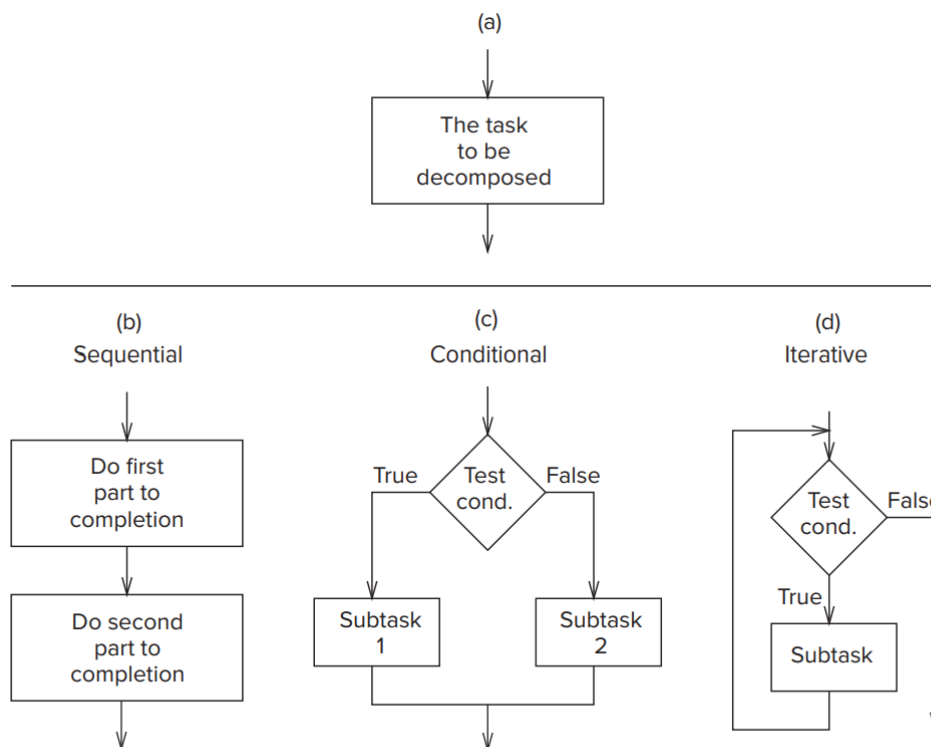 (a)
The task
to be
decomposed
(b)
Sequential
Do first
part to
completion
Do second
part to
completion
(c)
Conditional
True
Test
cond.
False
Subtask
1
Subtask
2
(d)
Iterative
Test
cond.
False
True
Subtask